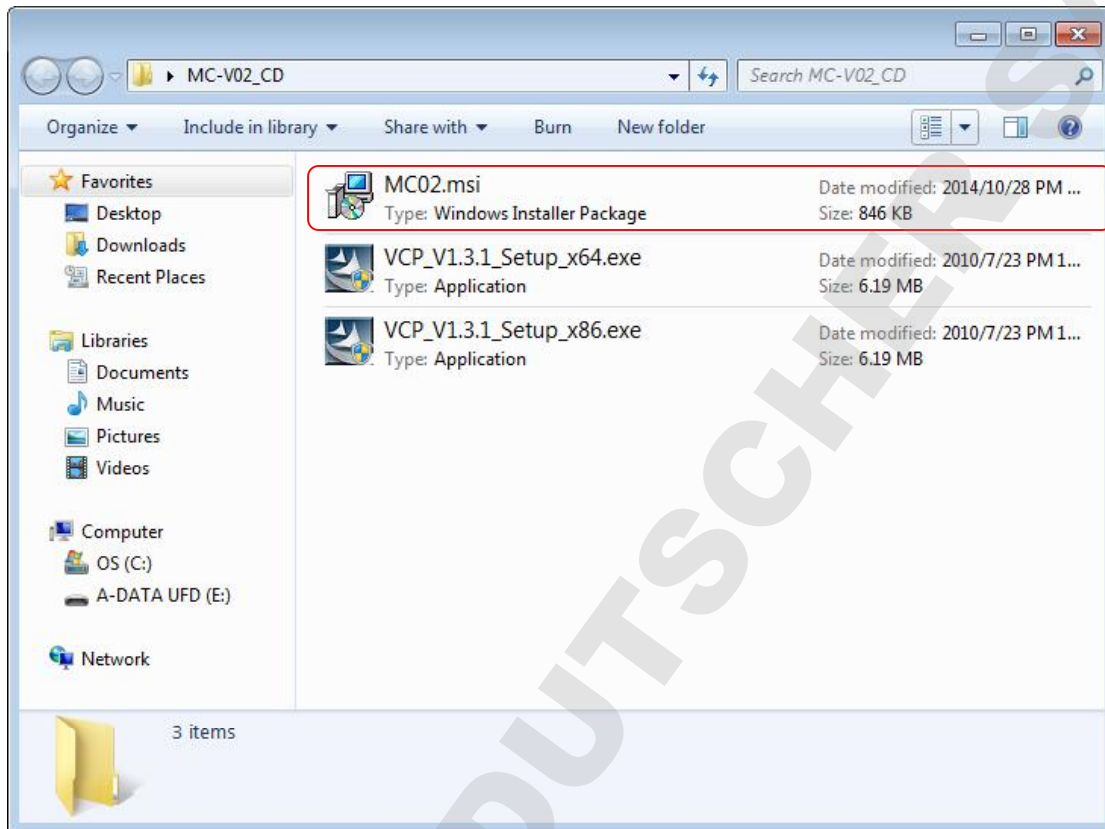 MC-V02_CD
Search MC-V02_CD
Organize Include in library Share with Burn New folder
Favorites
Desktop
Downloads
Recent Places
Libraries
Documents
Music
Pictures
Videos
Computer
OS (C:)
A-DATA UFD (E:)
Network
MC02.msi
Type: Windows Installer Package
Date modified: 2014/10/28 PM ...
Size: 846 KB
VCP_V1.3.1_Setup_x64.exe
Type: Application
Date modified: 2010/7/23 PM 1...
Size: 6.19 MB
VCP_V1.3.1_Setup_x86.exe
Type: Application
Date modified: 2010/7/23 PM 1...
Size: 6.19 MB
3 items
DUTSCHER S